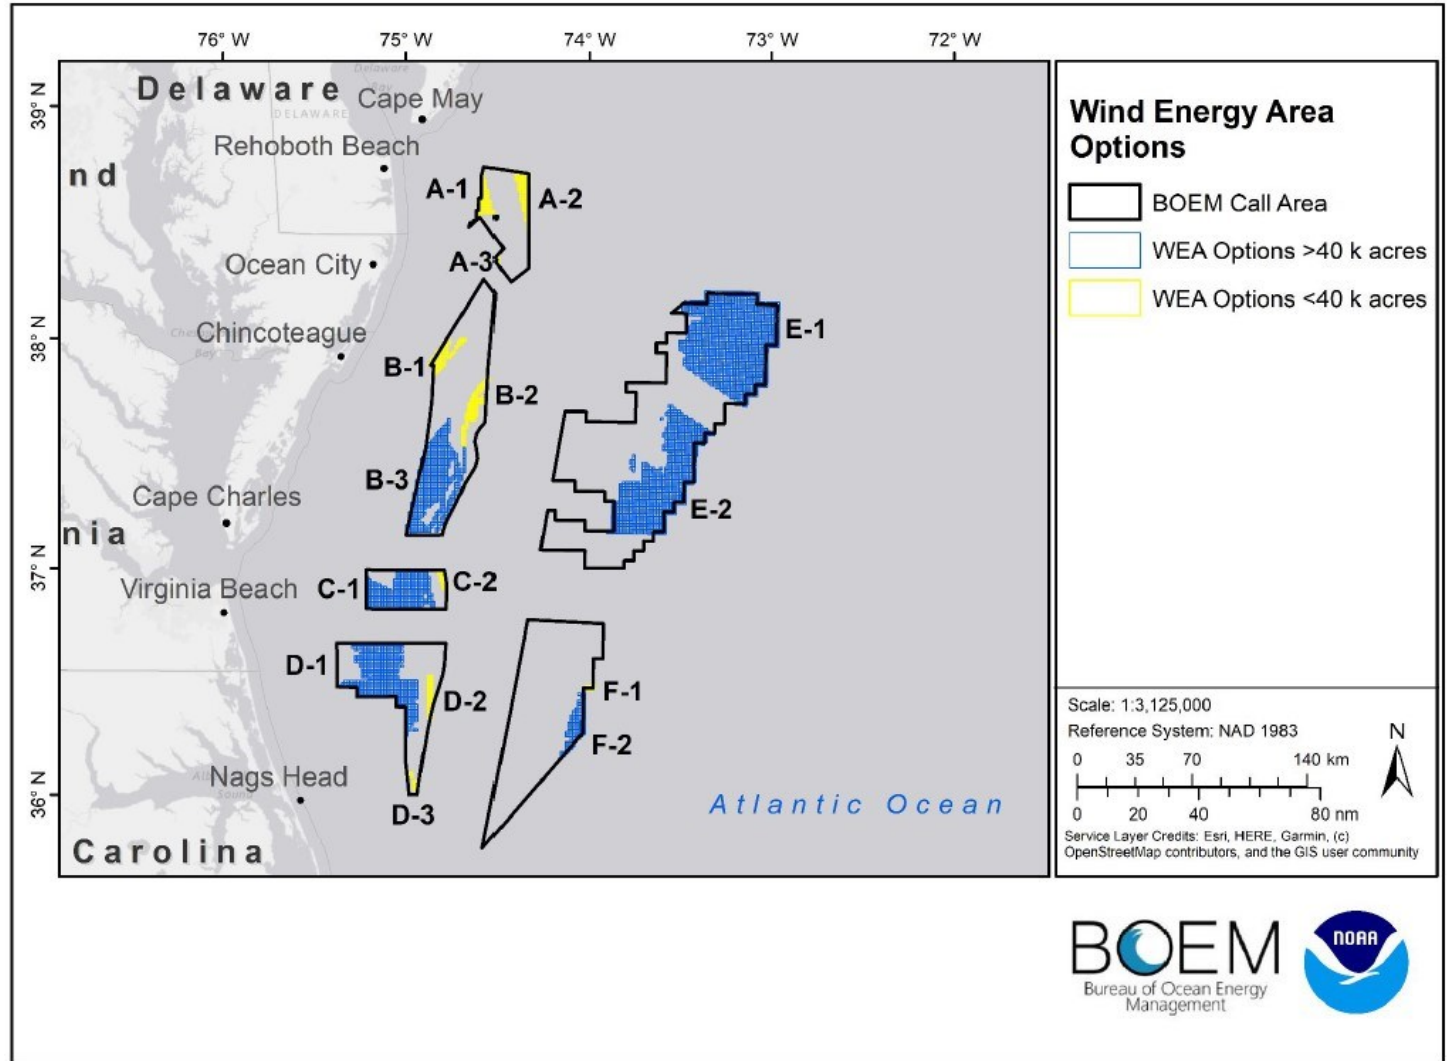 76° W
75° W
74° W
73° W
72° W
39° N
38° N
37° N
36° N
Delaware
Delaware
Bay
DELAWARE
Cape May
Rehoboth Beach
nd
A-1
A-2
Ocean City
A-3
Chincoteague
Bay
E-1
B-1
B-2
B-3
Cape Charles
E-2
nia
Virginia Beach
C-1
C-2
D-1
F-1
D-2
F-2
Nags Head
Sound
D-3
Atlantic Ocean
Carolina
Wind Energy Area
Options
BOEM Call Area
WEA Options >40 k acres
WEA Options <40 k acres
Scale: 1:3,125,000
Reference System: NAD 1983
N
0 35 70 140 km
0 20 40 80 nm
Service Layer Credits: Esri, HERE, Garmin, (c)
OpenStreetMap contributors, and the GIS user community
BOEM
Bureau of Ocean Energy
Management
NOAA